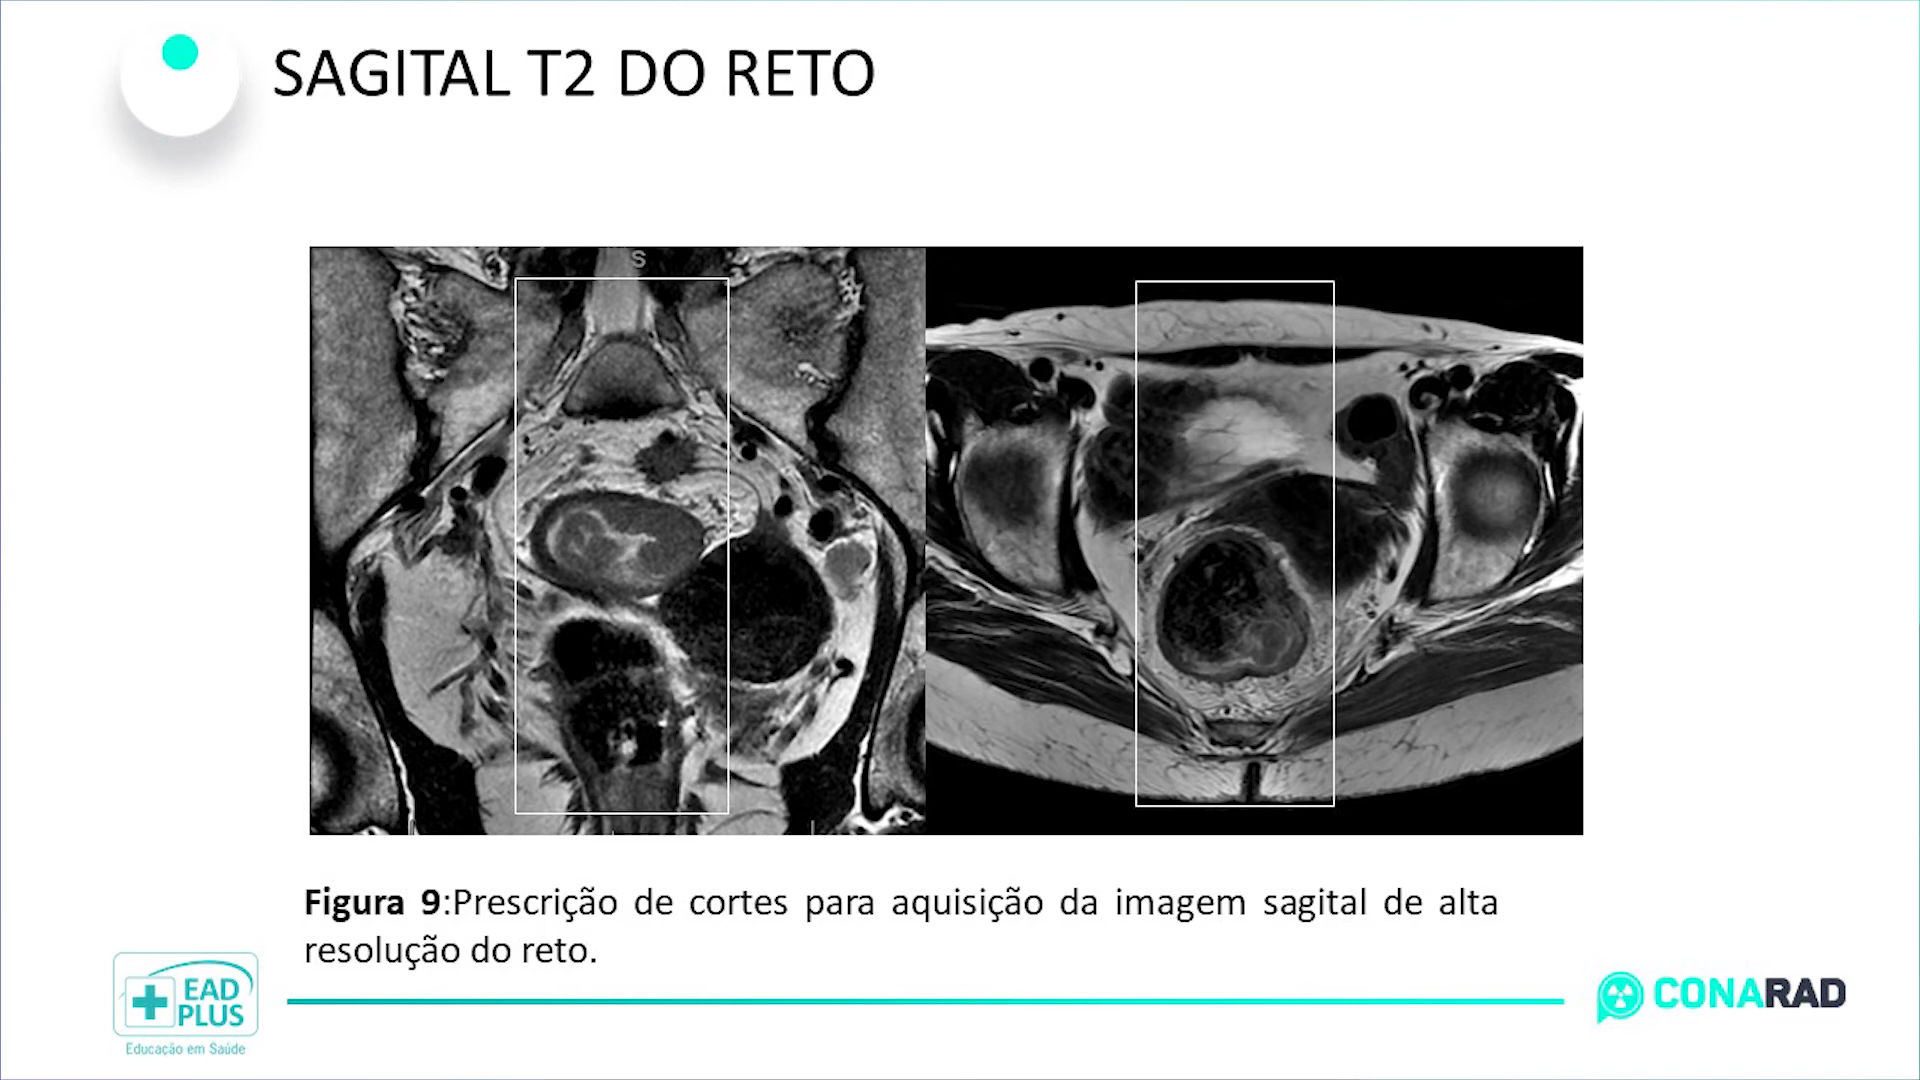 SAGITAL T2 DO RETO
S
Figura 9:Prescrição de cortes para aquisição da imagem sagital de alta
resolução do reto.
EAD
PLUS
Educação em Saúde
CONARAD